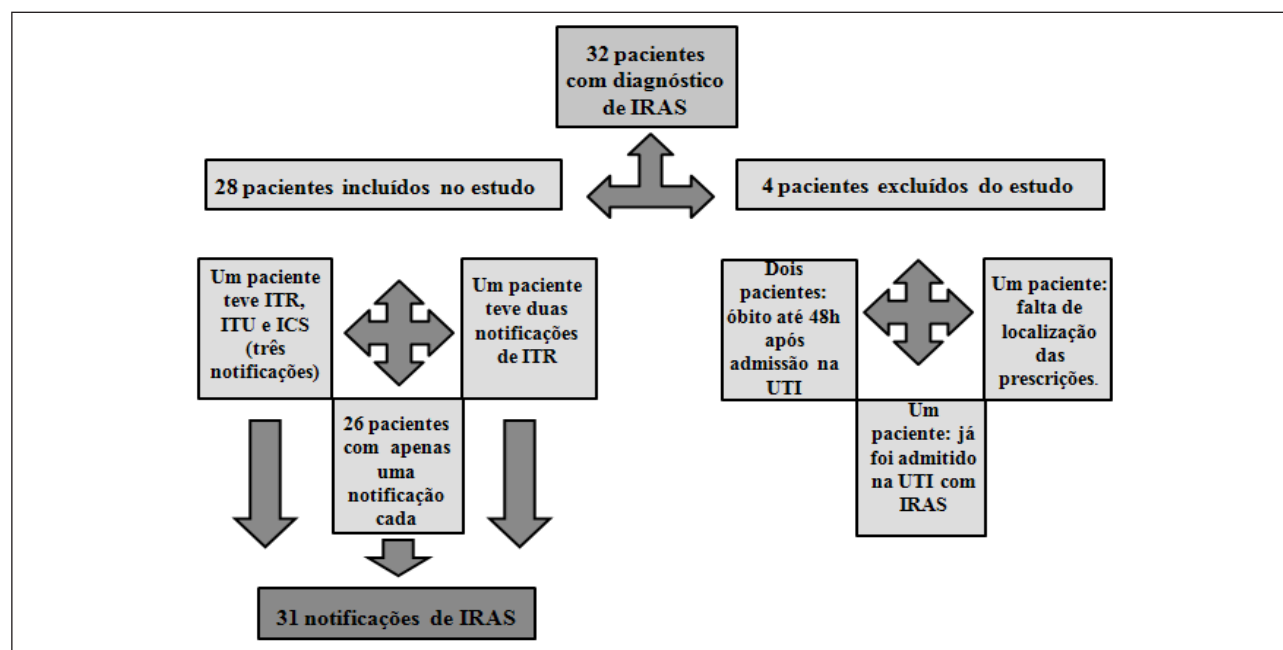 32 pacientes
com diagnóstico
de IRAS
28 pacientes incluídos no estudo
4 pacientes excluídos do estudo
Um paciente
teve ITR,
ITU e ICS
(três
notificações)
Um paciente
teve duas
notificações
de ITR
26 pacientes
com apenas
uma
notificação
cada
31 notificações de IRAS
Dois
pacientes:
óbito até 48h
após
admissão na
UTI
Um paciente:
falta de
localização
das
prescrições.
Um
paciente: já
foi admitido
na UTI com
IRAS